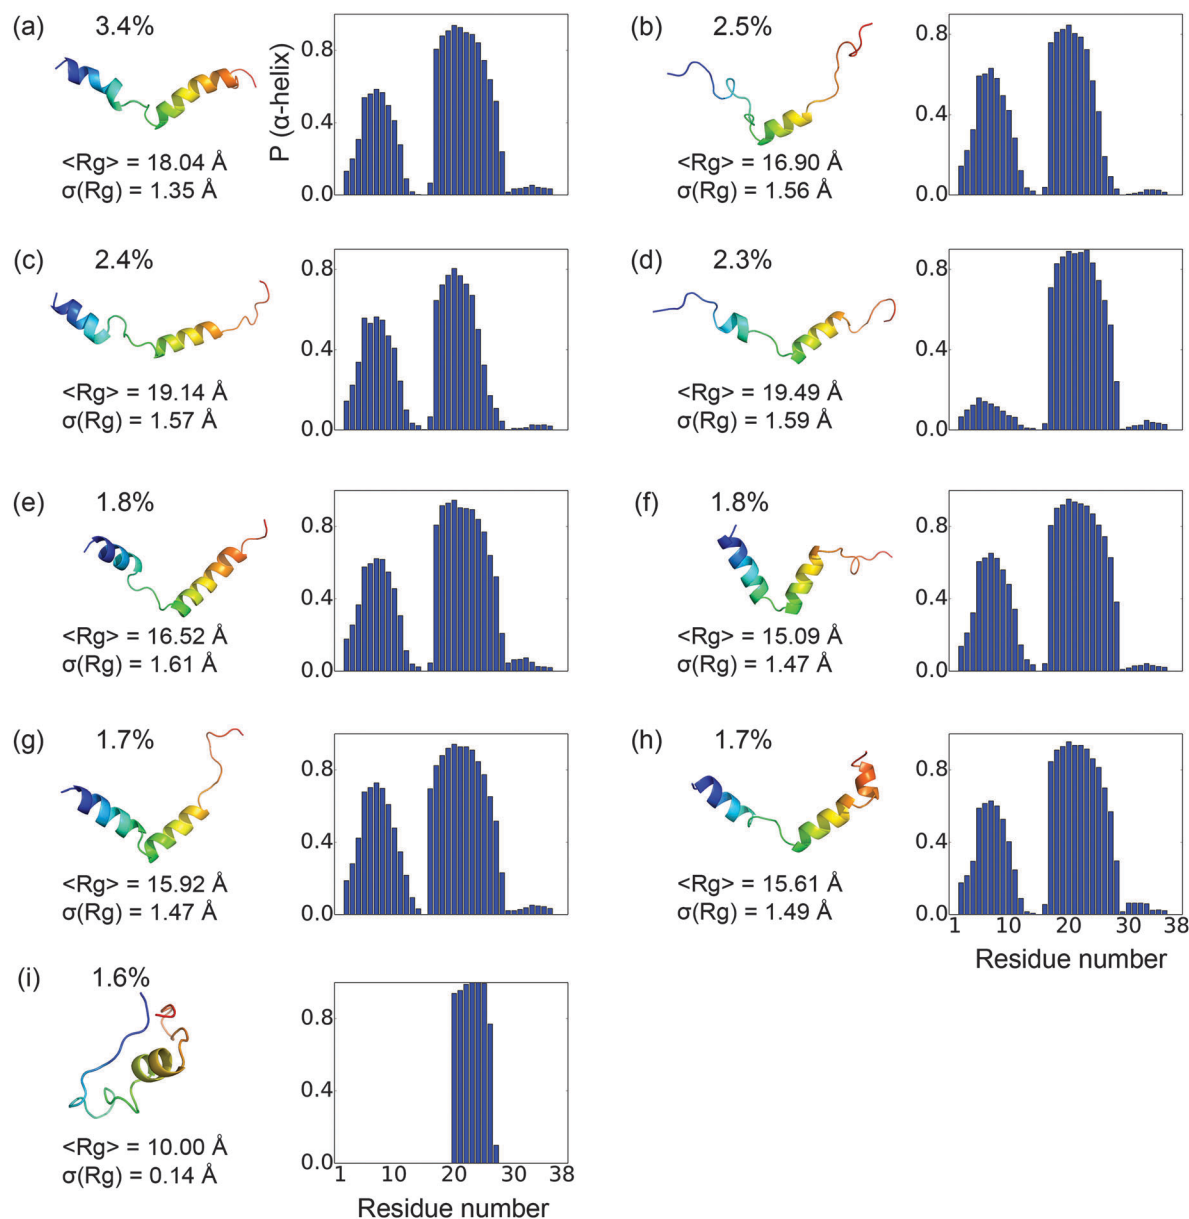 (a) 3.4%
<Rg> = 18.04 Å
σ(Rg) = 1.35 Å
P (α-helix)
0.8
0.4
0.0
(b) 2.5%
<Rg> = 16.90 Å
σ(Rg) = 1.56 Å
0.8
0.4
0.0
(c) 2.4%
<Rg> = 19.14 Å
σ(Rg) = 1.57 Å
0.8
0.4
0.0
(d) 2.3%
<Rg> = 19.49 Å
σ(Rg) = 1.59 Å
0.8
0.4
0.0
(e) 1.8%
<Rg> = 16.52 Å
σ(Rg) = 1.61 Å
0.8
0.4
0.0
(f) 1.8%
<Rg> = 15.09 Å
σ(Rg) = 1.47 Å
0.8
0.4
0.0
(g) 1.7%
<Rg> = 15.92 Å
σ(Rg) = 1.47 Å
0.8
0.4
0.0
(h) 1.7%
<Rg> = 15.61 Å
σ(Rg) = 1.49 Å
0.8
0.4
0.0
1 10 20 30 38
Residue number
(i) 1.6%
<Rg> = 10.00 Å
σ(Rg) = 0.14 Å
0.8
0.4
0.0
1 10 20 30 38
Residue number